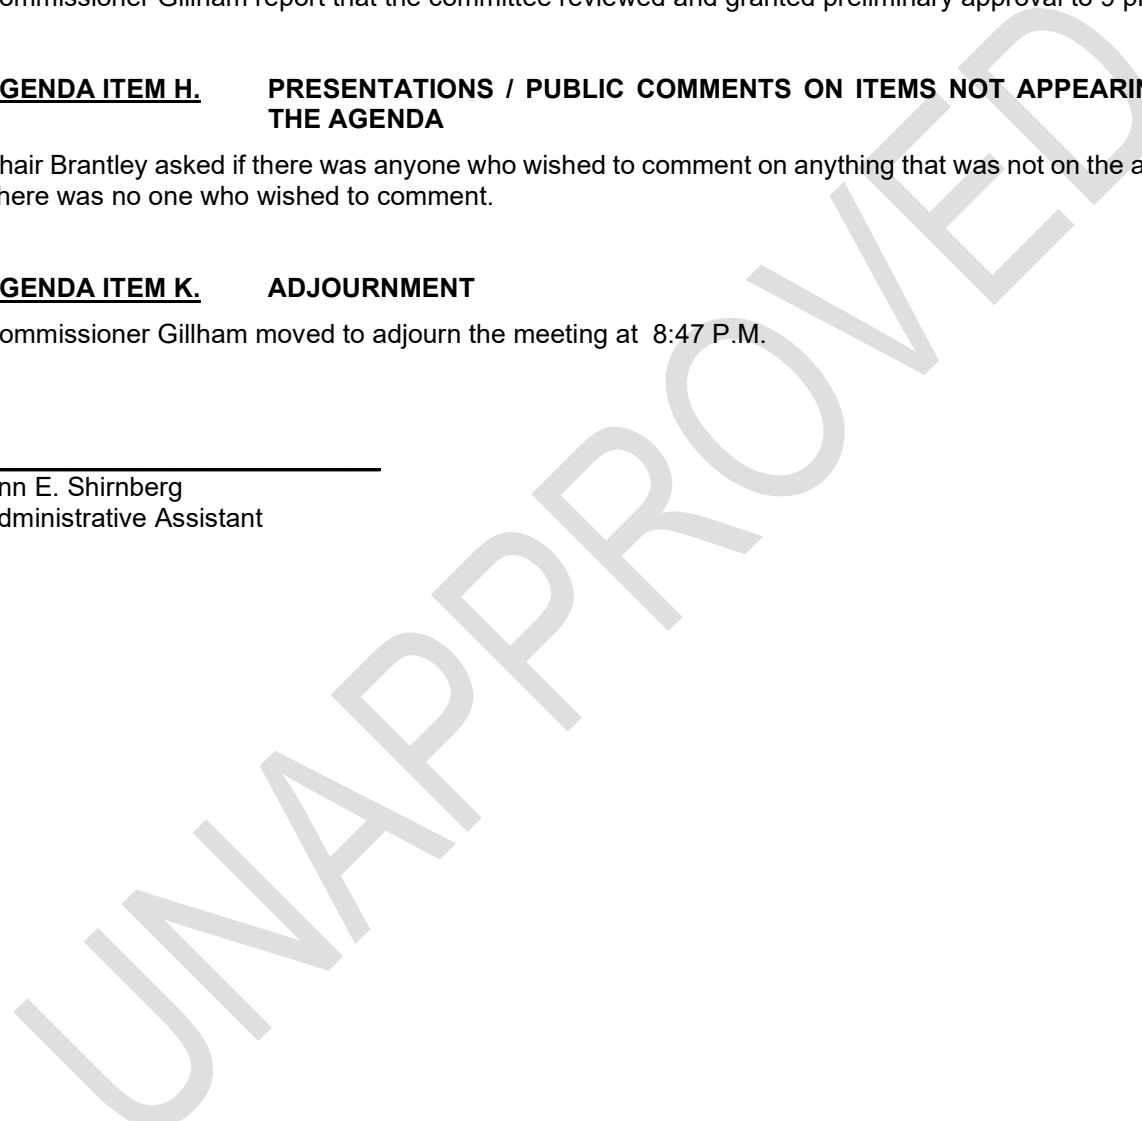 ommissioner Gillham report that the committee reviewed and granted preliminary approval to
GENDA ITEM H. PRESENTATIONS / PUBLIC COMMENTS ON ITEMS NOT APPEARIN
THE AGENDA
hair Brantley asked if there was anyone who wished to comment on anything that was not on the a
here was no one who wished to comment.
GENDA ITEM K. ADJOURNMENT
ommissioner Gillham moved to adjourn the meeting at 8:47 P.M.
nn E. Shirnberg
dministrative Assistant
UNAPPROVED